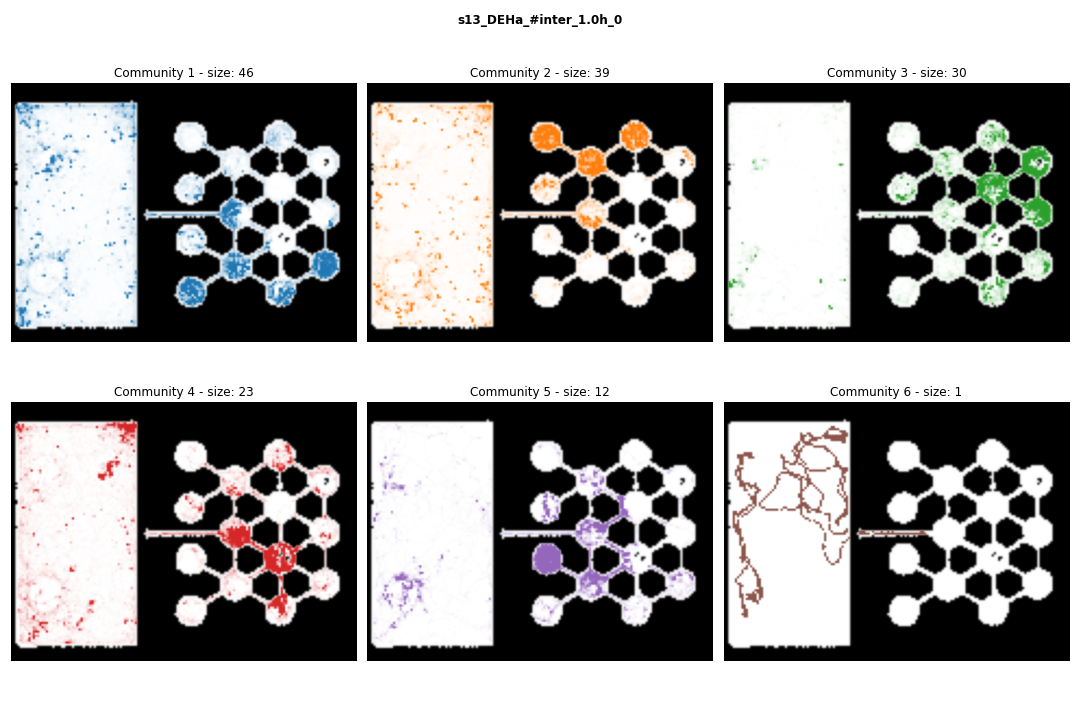 s13_DEHa_#inter_1.0h_0
Community 1 - size: 46
Community 2 - size: 39
Community 3 - size: 30
Community 4 - size: 23
Community 5 - size: 12
Community 6 - size: 1